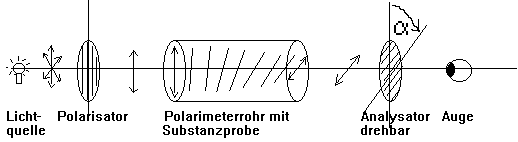 α
Licht-
quelle
Polarisator
Polarimeterrohr mit
Substanzprobe
Analysator
drehbar
Auge